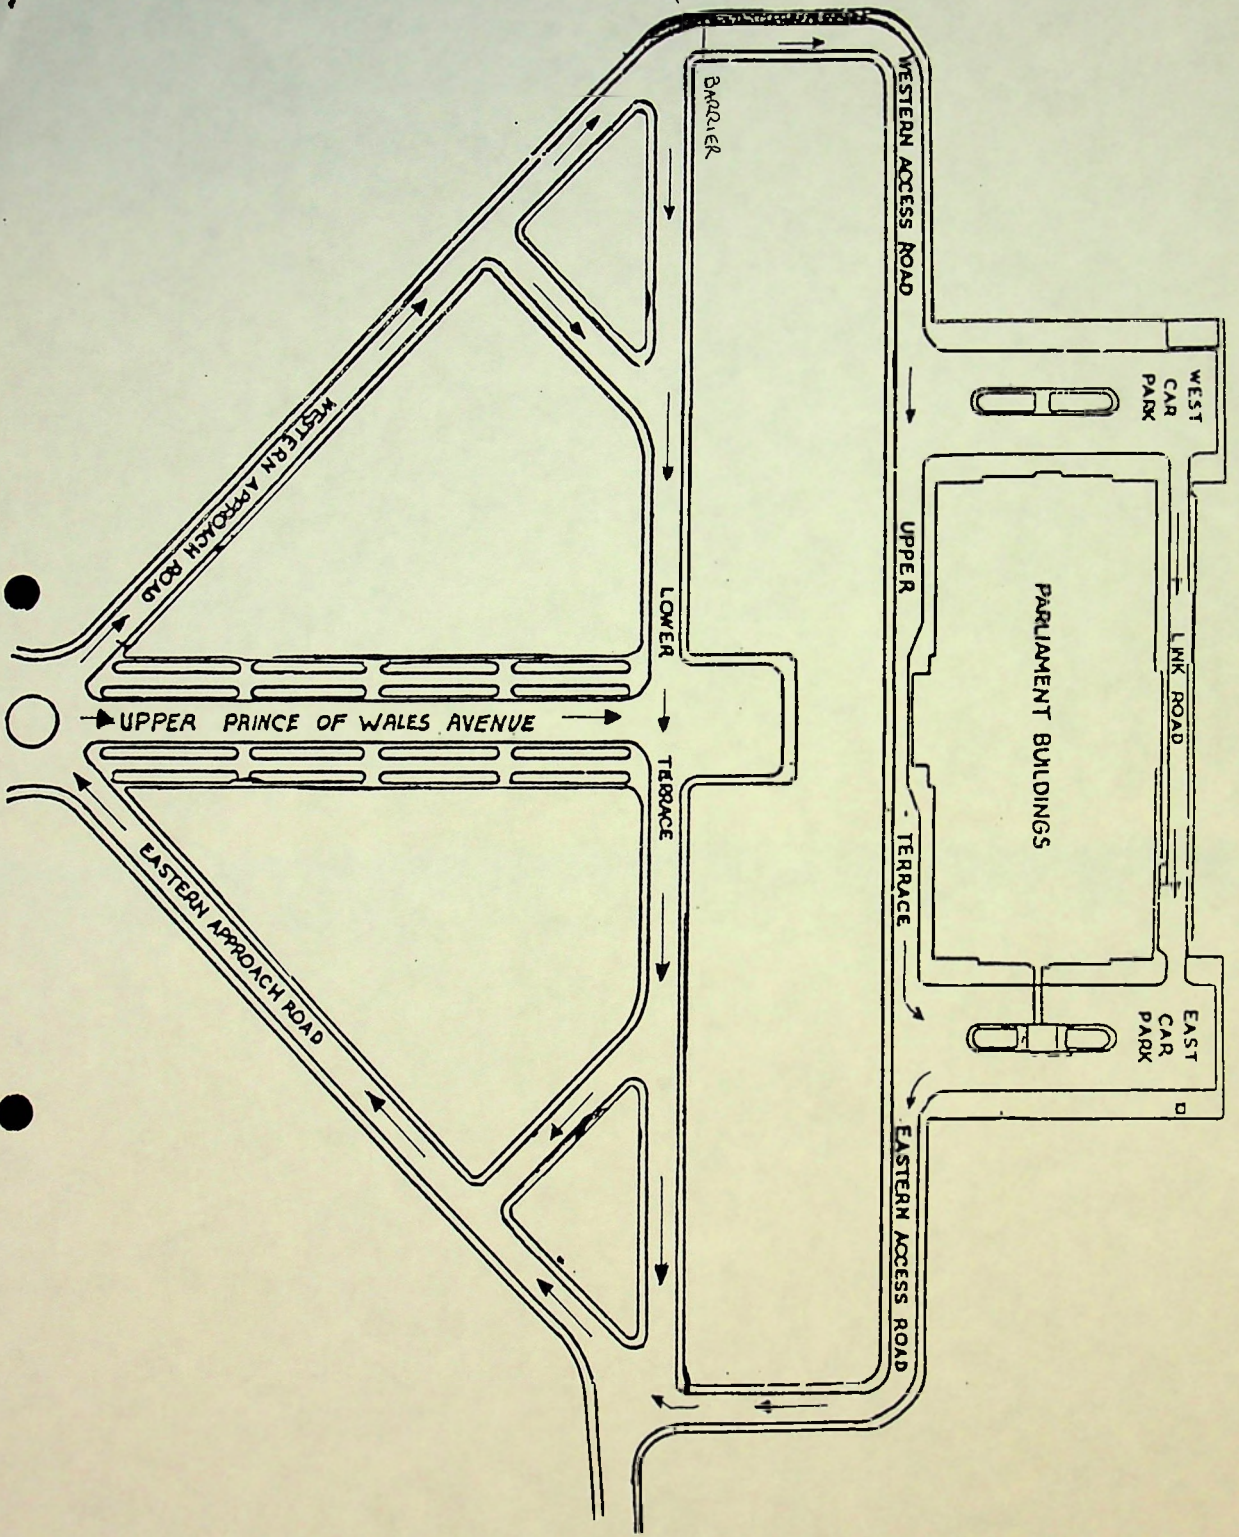 BARRIER
WESTERN ACCESS ROAD
WEST
CAR
PARK
UPPER
TERRACE
PARLIAMENT BUILDINGS
LINK ROAD
EAST
CAR
PARK
EASTERN ACCESS ROAD
WESTERN APPROACH ROAD
LOWER
TERRACE
UPPER PRINCE OF WALES AVENUE
EASTERN APPROACH ROAD